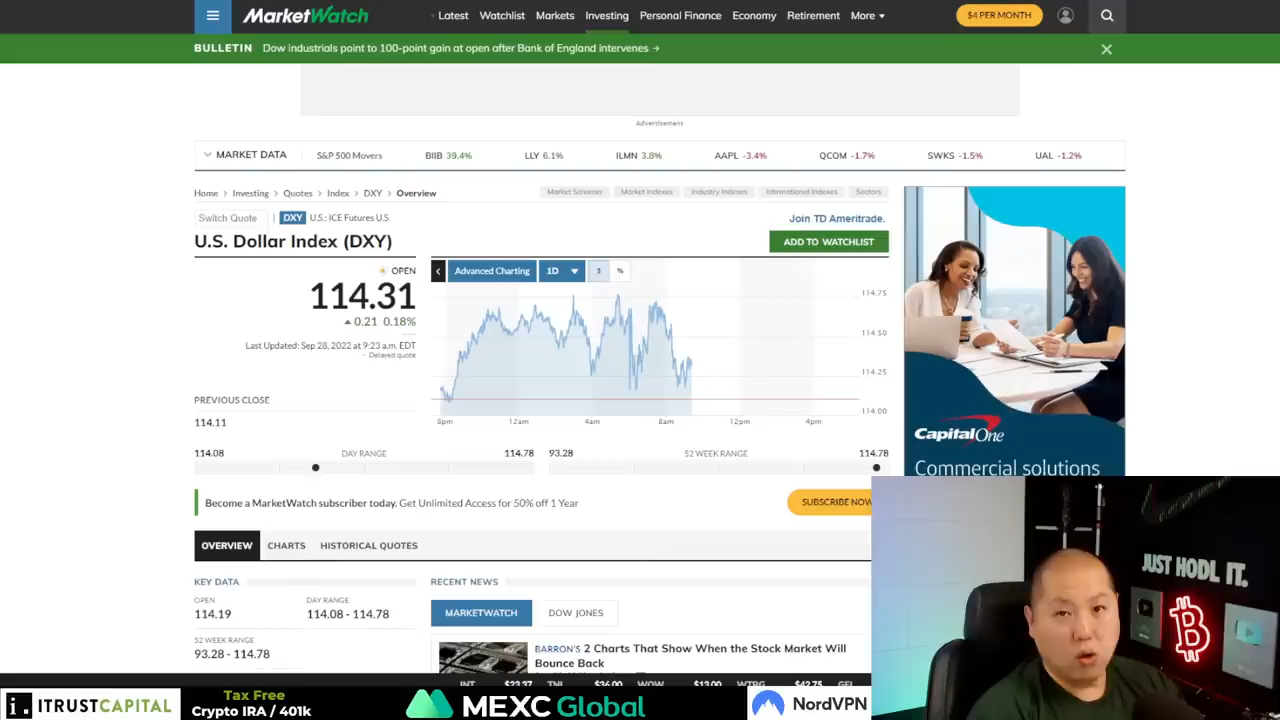 MarketWatch
Latest Watchlist Markets Investing Personal Finance Economy Retirement More
$4 PER MONTH
BULLETIN Dow industrials point to 100-point gain at open after Bank of England intervenes →
Advertisement
MARKET DATA S&P 500 Movers BIIB 39.4% LLY 6.1% ILMN 3.8% AAPL -3.4% QCOM -1.7% SWKS -1.5% UAL -1.2%
Home > Investing > Quotes > Index > DXY > Overview
Market Screener Market Indexes Industry Indexes International Indexes Sectors
Switch Quote | DXY U.S.: ICE Futures U.S.
Join TD Ameritrade.
U.S. Dollar Index (DXY)
ADD TO WATCHLIST
OPEN
114.31
0.21 0.18%
Last Updated: Sep 28, 2022 at 9:23 a.m. EDT
Delayed quote
PREVIOUS CLOSE
114.11
Advanced Charting 1D $ %
114.75
114.50
114.25
114.00
6pm 12am 4am 8am 12pm 4pm
114.08 DAY RANGE 114.78
93.28 52 WEEK RANGE 114.78
CapitalOne
Commercial solutions
Become a MarketWatch subscriber today. Get Unlimited Access for 50% off 1 Year
SUBSCRIBE NOW
OVERVIEW CHARTS HISTORICAL QUOTES
KEY DATA
OPEN
114.19
DAY RANGE
114.08 - 114.78
52 WEEK RANGE
93.28 - 114.78
RECENT NEWS
MARKETWATCH DOW JONES
BARRON'S 2 Charts That Show When the Stock Market Will
Bounce Back
JUST HODL IT.
i. ITRUSTCAPITAL
Tax Free
Crypto IRA / 401k
MEXC Global
NordVPN